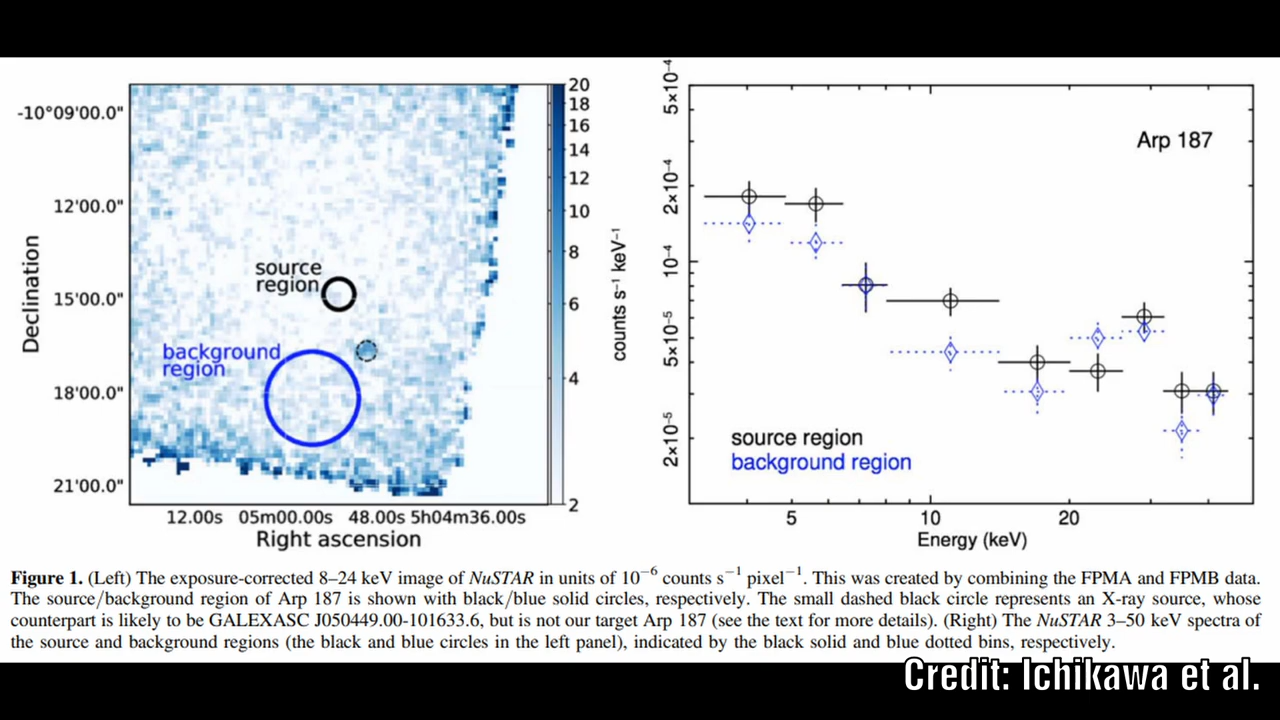 -10°09'00.0"
12'00.0"
15'00.0"
18'00.0"
21'00.0"
Declination
12.00s 05m00.00s 48.00s 5h04m36.00s
Right ascension
source
region
background
region
20
18
16
14
12
10
8
6
4
2
counts s⁻¹ keV⁻¹
5×10⁻⁴
2×10⁻⁴
10⁻⁴
5×10⁻⁵
2×10⁻⁵
Arp 187
source region
background region
5 10 20
Energy (keV)
Figure 1. (Left) The exposure-corrected 8–24 keV image of NuSTAR in units of 10⁻⁶ counts s⁻¹ pixel⁻¹. This was created by combining the FPMA and FPMB data.
The source/background region of Arp 187 is shown with black/blue solid circles, respectively. The small dashed black circle represents an X-ray source, whose
counterpart is likely to be GALEXASC J050449.00-101633.6, but is not our target Arp 187 (see the text for more details). (Right) The NuSTAR 3–50 keV spectra of
the source and background regions (the black and blue circles in the left panel), indicated by the black solid and blue dotted bins, respectively.
Credit: Ichikawa et al.